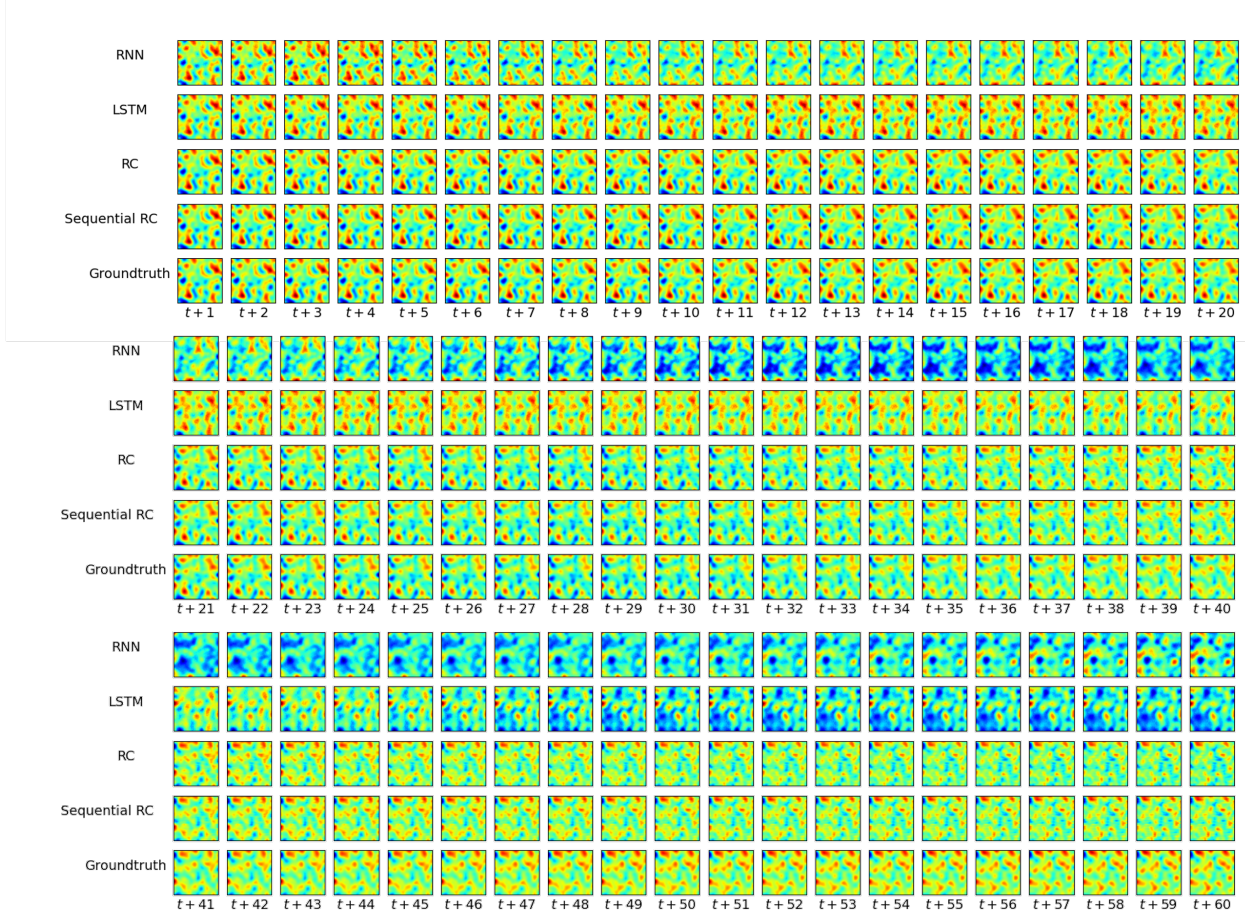 RNN
LSTM
RC
Sequential RC
Groundtruth
t + 1 t + 2 t + 3 t + 4 t + 5 t + 6 t + 7 t + 8 t + 9 t + 10 t + 11 t + 12 t + 13 t + 14 t + 15 t + 16 t + 17 t + 18 t + 19 t + 20
RNN
LSTM
RC
Sequential RC
Groundtruth
t + 21 t + 22 t + 23 t + 24 t + 25 t + 26 t + 27 t + 28 t + 29 t + 30 t + 31 t + 32 t + 33 t + 34 t + 35 t + 36 t + 37 t + 38 t + 39 t + 40
RNN
LSTM
RC
Sequential RC
Groundtruth
t + 41 t + 42 t + 43 t + 44 t + 45 t + 46 t + 47 t + 48 t + 49 t + 50 t + 51 t + 52 t + 53 t + 54 t + 55 t + 56 t + 57 t + 58 t + 59 t + 60